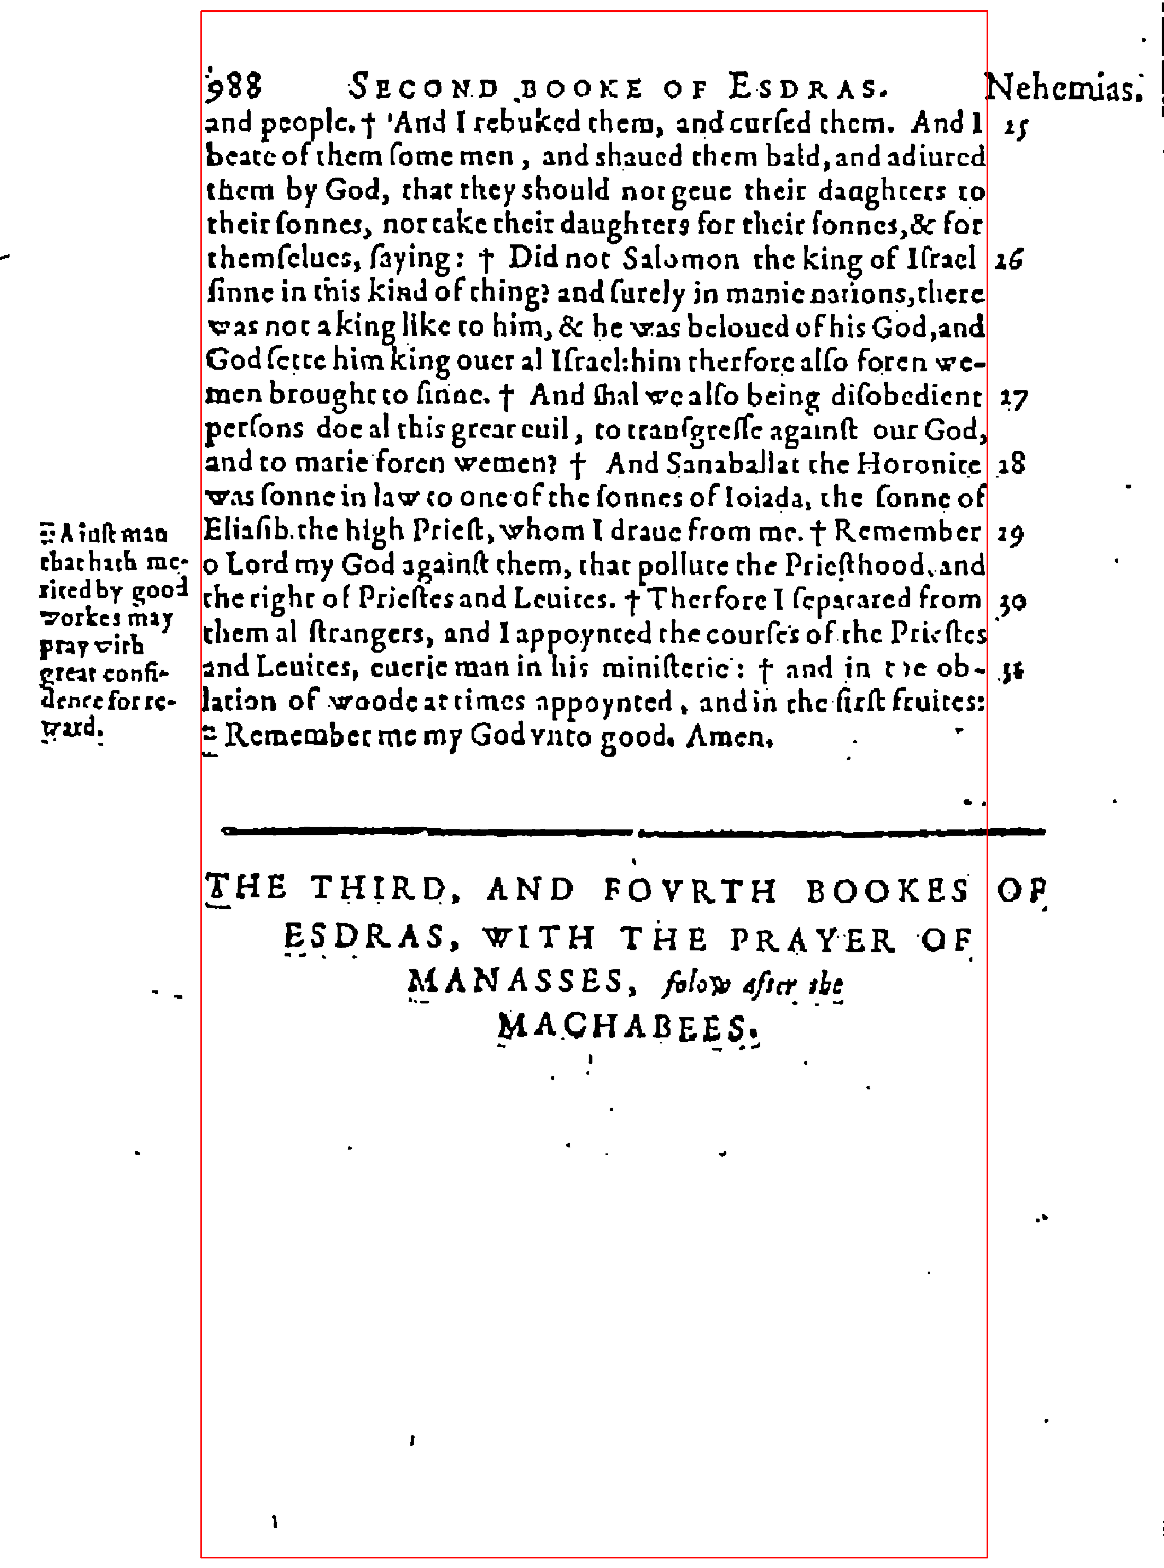 988 SECOND BOOKE OF ESDRAS. Nehemias.
and people. † And I rebuked them, and curſed them. And I 25
beate of them ſome men, and shaued them bald, and adiured
them by God, that they should not geue their daughters to
their ſonnes, nor take their daughters for their ſonnes, & for
themſelues, ſaying: † Did not Salomon the king of Iſrael 26
ſinne in this kind of thing? and ſurely in manie nations, there
was not a king like to him, & he was beloued of his God, and
God ſette him king ouer al Iſrael: him therfore alſo foren we-
men brought to ſinne. † And ſhal we alſo being diſobedient 27
perſons doe al this great euil, to tranſgreſſe againſt our God,
and to marie foren wemen? † And Sanaballat the Horonite 28
was ſonne in law to one of the ſonnes of Ioiada, the ſonne of
Eliaſib the high Prieſt, whom I draue from me. † Remember 29
o Lord my God againſt them, that pollute the Prieſthood, and
the right of Prieſtes and Leuites. † Therfore I ſeparated from 30
them al ſtrangers, and I appoynted the courſes of the Prieſtes
and Leuites, euerie man in his miniſterie: † and in the ob- 31
lation of woode at times appoynted, and in the firſt fruites:
:: Remember me my God vnto good. Amen.
:: A iuſt man
that hath me-
rited by good
workes may
pray with
great confi-
dence for re-
ward.
THE THIRD, AND FOVRTH BOOKES OF
ESDRAS, WITH THE PRAYER OF
MANASSES, folow after the
MACHABEES.